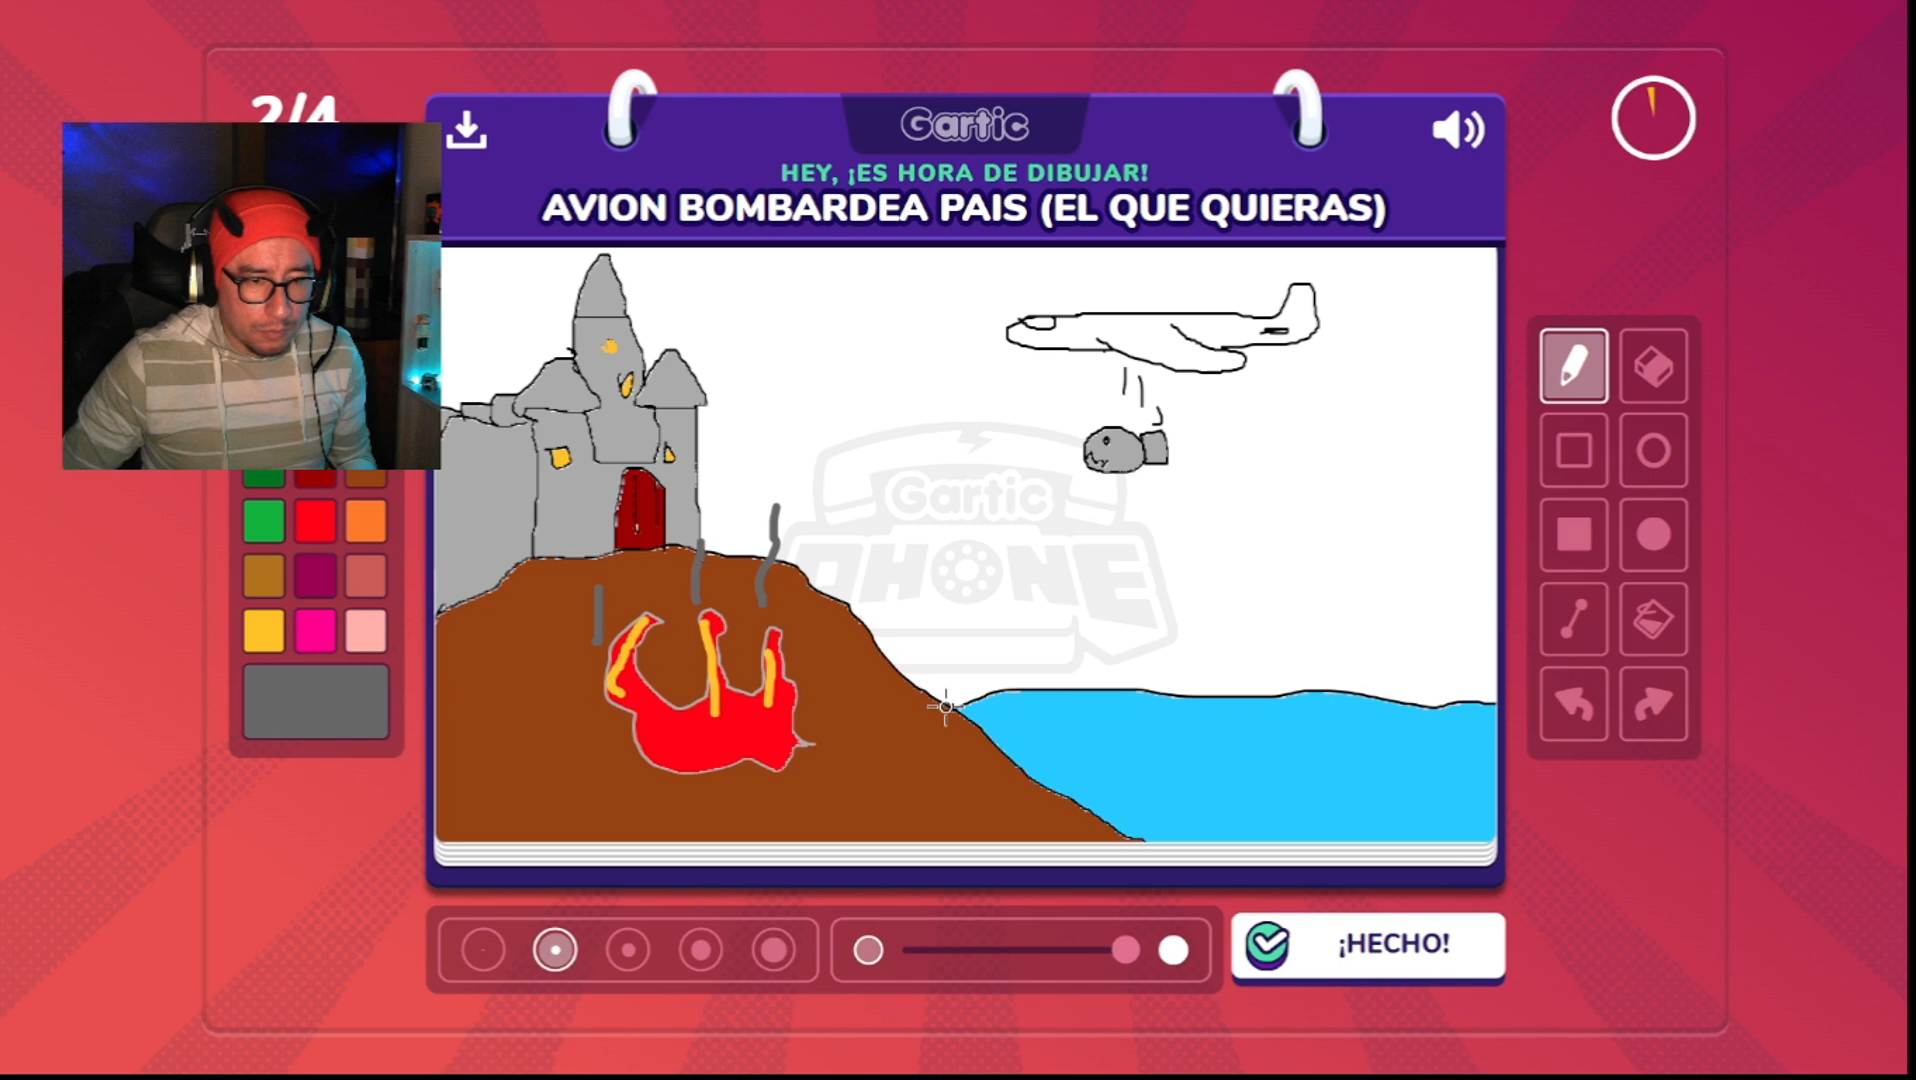 2/4
Gartic
HEY, ¡ES HORA DE DIBUJAR!
AVION BOMBARDEA PAIS (EL QUE QUIERAS)
Gartic
PHONE
¡HECHO!